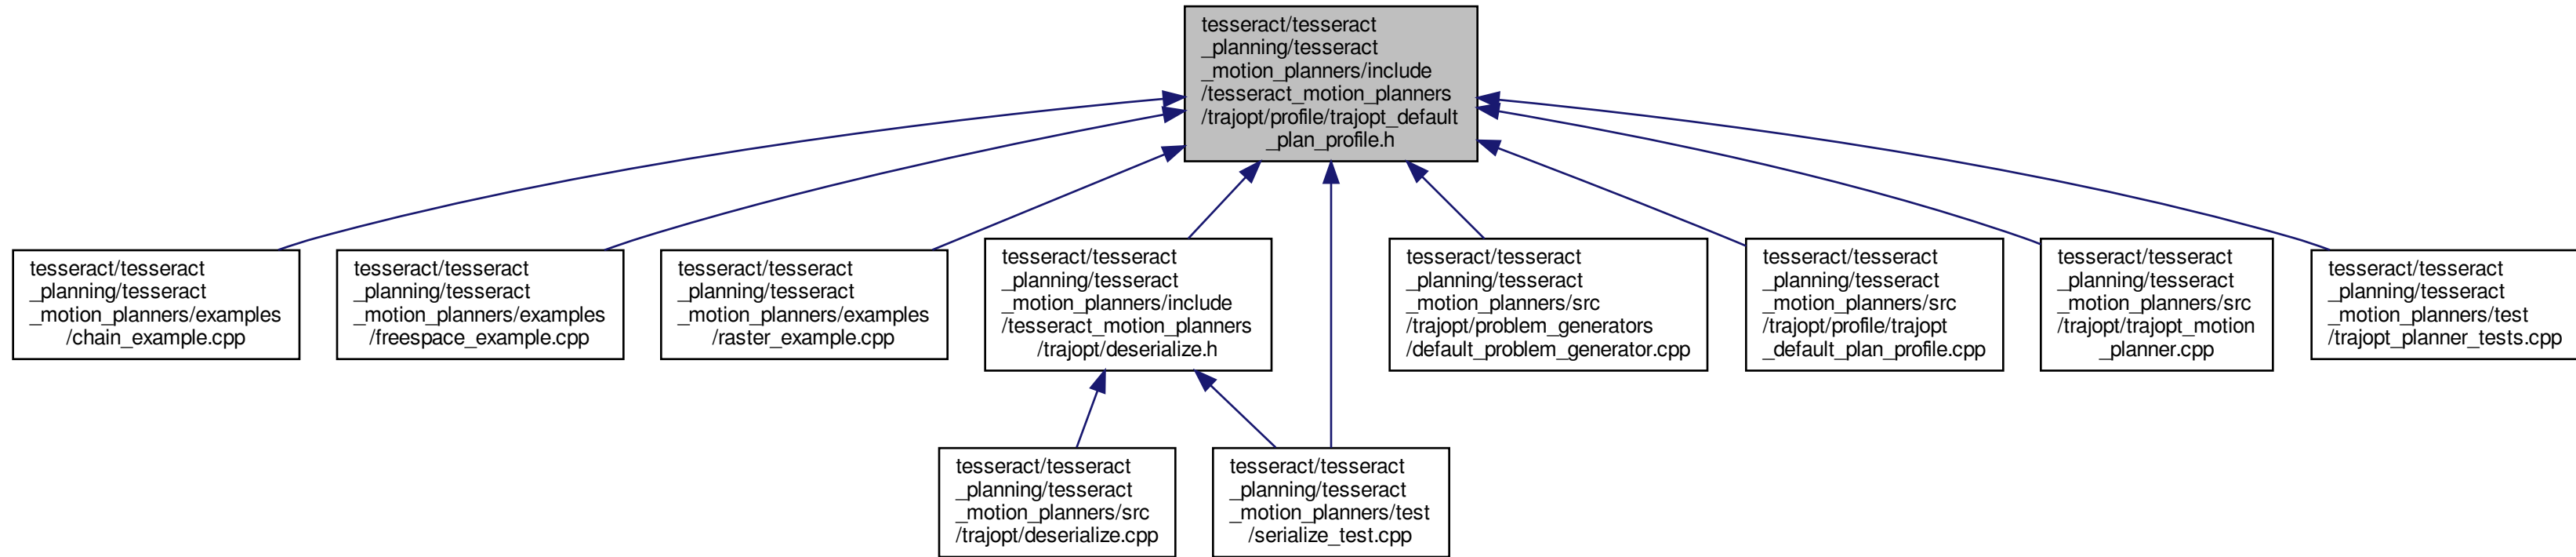 tesseract/tesseract
_planning/tesseract
_motion_planners/include
/tesseract_motion_planners
/trajopt/profile/trajopt_default
_plan_profile.h
tesseract/tesseract
_planning/tesseract
_motion_planners/examples
/chain_example.cpp
tesseract/tesseract
_planning/tesseract
_motion_planners/examples
/freespace_example.cpp
tesseract/tesseract
_planning/tesseract
_motion_planners/examples
/raster_example.cpp
tesseract/tesseract
_planning/tesseract
_motion_planners/include
/tesseract_motion_planners
/trajopt/deserialize.h
tesseract/tesseract
_planning/tesseract
_motion_planners/src
/trajopt/problem_generators
/default_problem_generator.cpp
tesseract/tesseract
_planning/tesseract
_motion_planners/src
/trajopt/profile/trajopt
_default_plan_profile.cpp
tesseract/tesseract
_planning/tesseract
_motion_planners/src
/trajopt/trajopt_motion
_planner.cpp
tesseract/tesseract
_planning/tesseract
_motion_planners/test
/trajopt_planner_tests.cpp
tesseract/tesseract
_planning/tesseract
_motion_planners/src
/trajopt/deserialize.cpp
tesseract/tesseract
_planning/tesseract
_motion_planners/test
/serialize_test.cpp